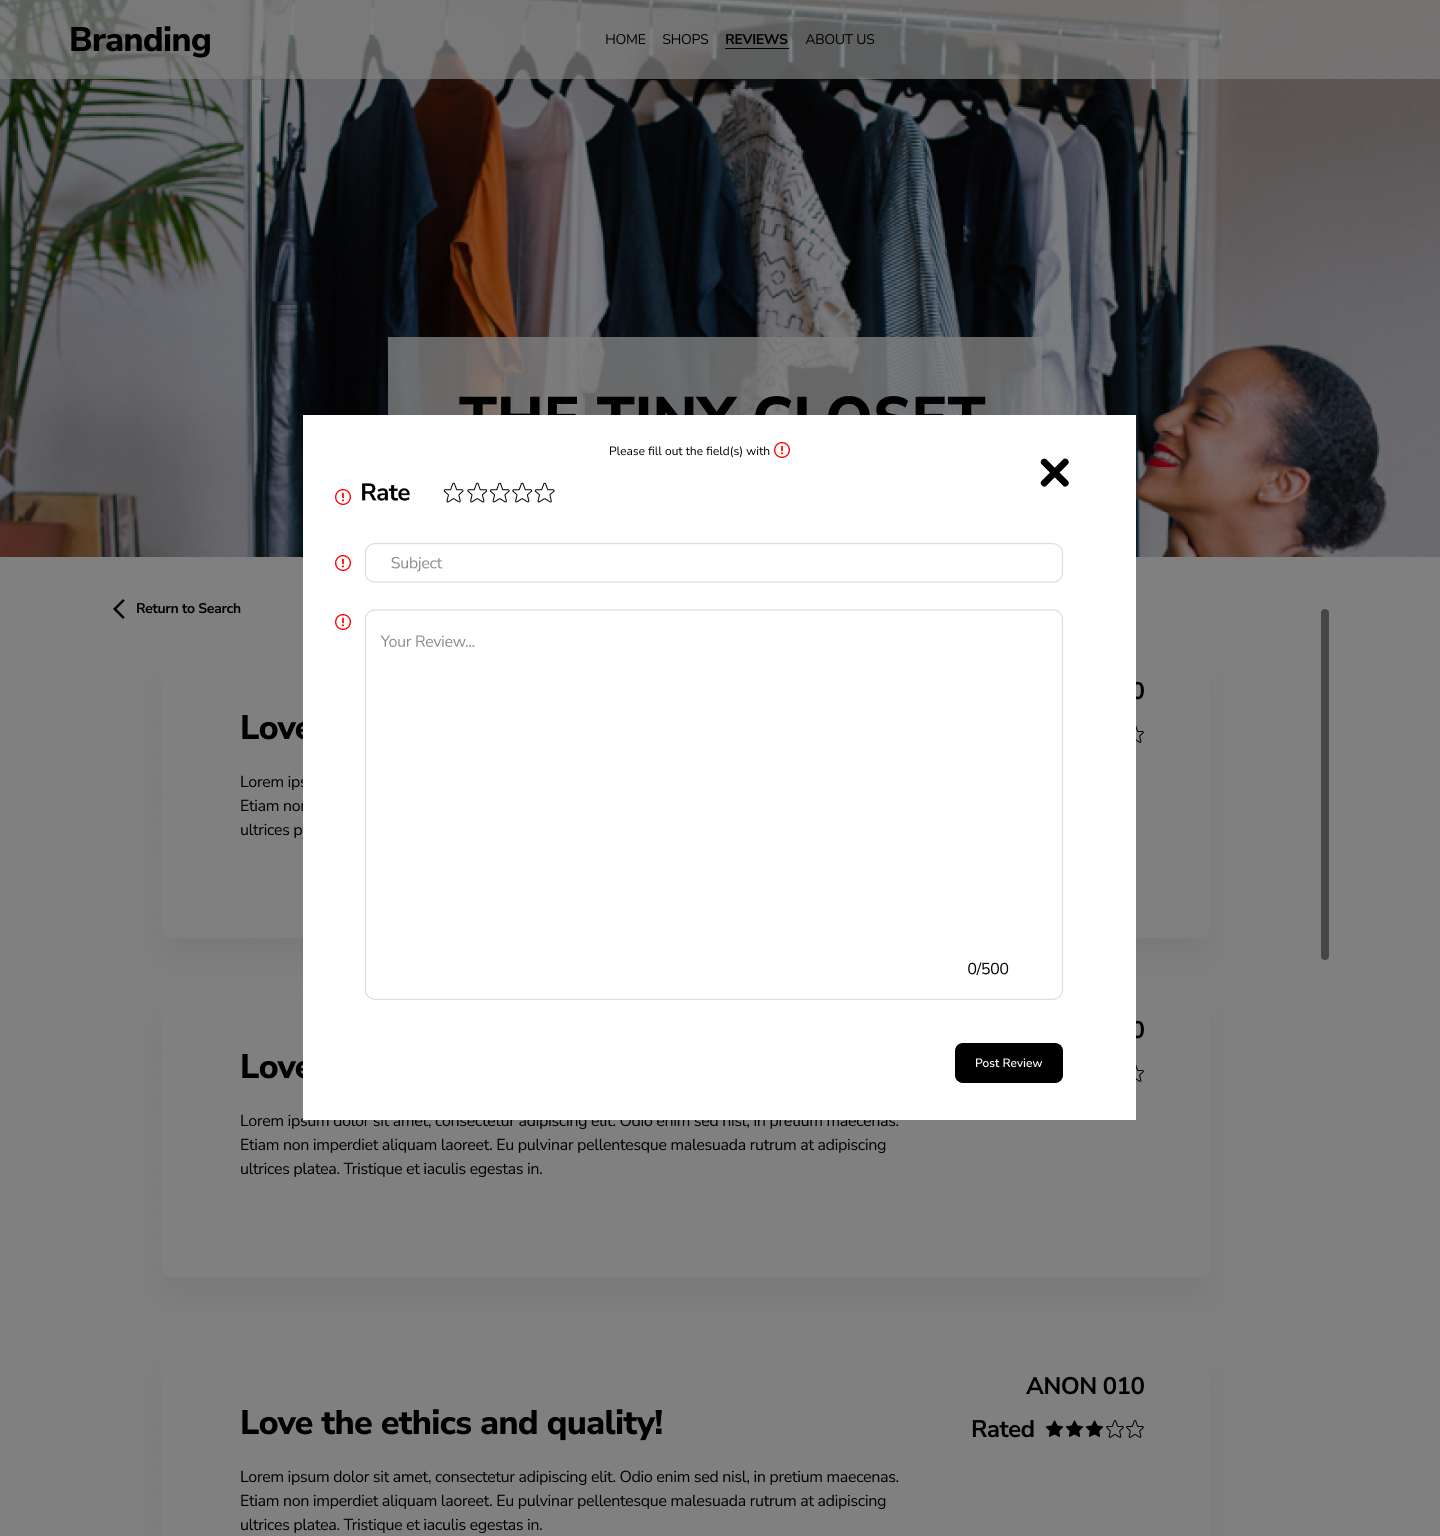 Branding
HOME SHOPS REVIEWS ABOUT US
THE TINY CLOSET
Please fill out the field(s) with
Rate
Subject
Your Review...
0/500
Post Review
Return to Search
Love
Lorem
Etiam
ultrices
Love
Lorem ipsum dolor sit amet, consectetur adipiscing elit. Odio enim sed nisl, in pretium maecenas.
Etiam non imperdiet aliquam laoreet. Eu pulvinar pellentesque malesuada rutrum at adipiscing
ultrices platea. Tristique et iaculis egestas in.
ANON 010
Love the ethics and quality!
Rated
Lorem ipsum dolor sit amet, consectetur adipiscing elit. Odio enim sed nisl, in pretium maecenas.
Etiam non imperdiet aliquam laoreet. Eu pulvinar pellentesque malesuada rutrum at adipiscing
ultrices platea. Tristique et iaculis egestas in.